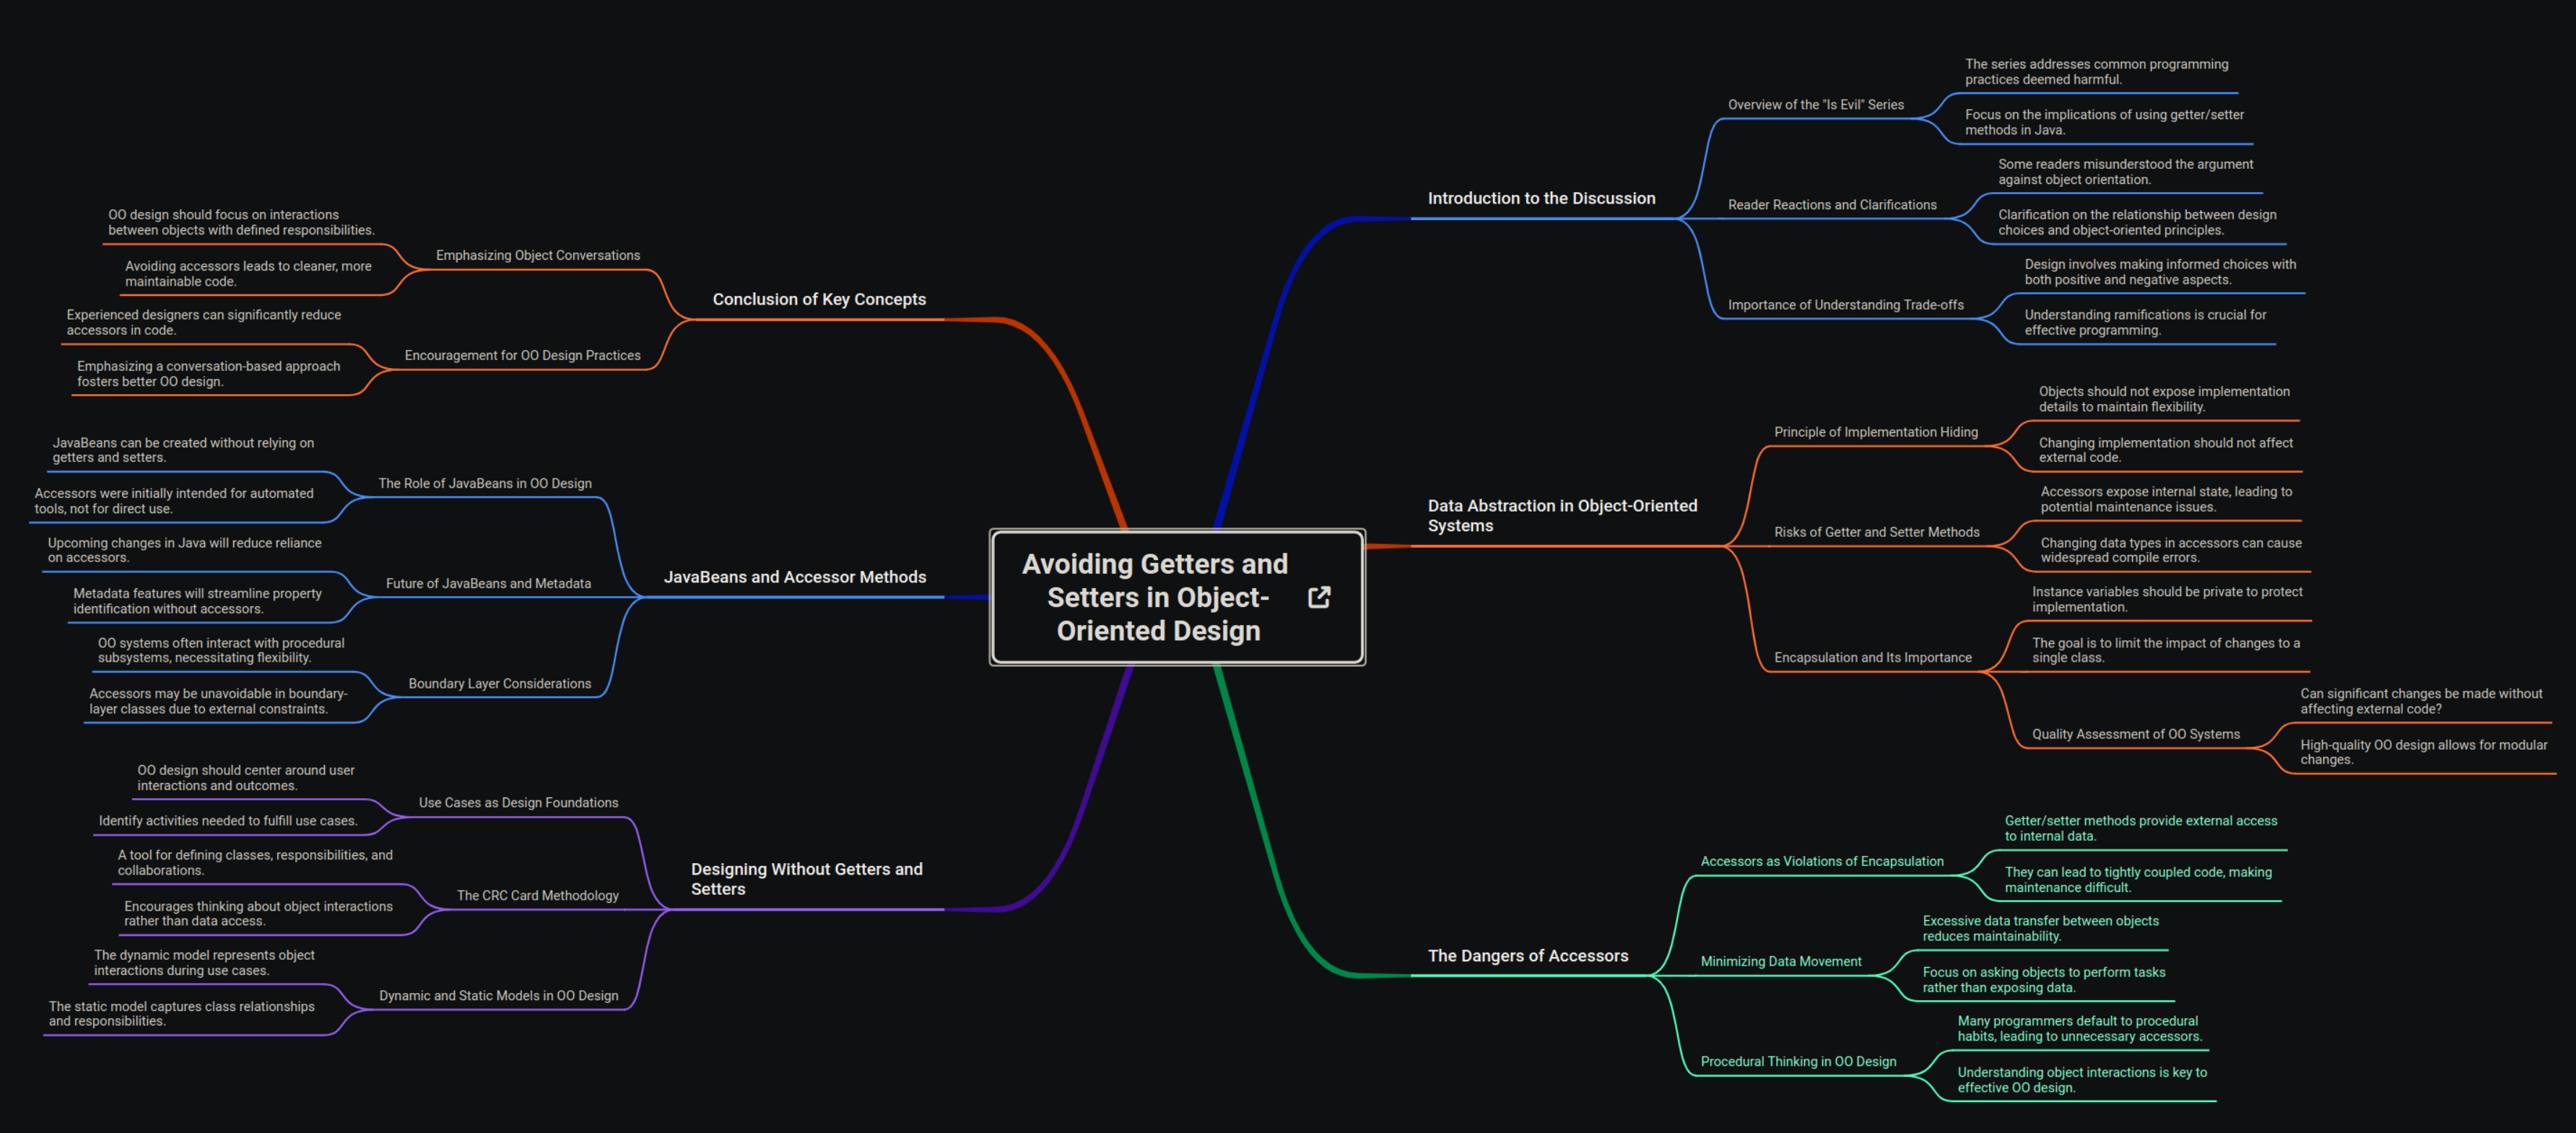 Avoiding Getters and
Setters in Object-
Oriented Design
Introduction to the Discussion
Overview of the "Is Evil" Series
The series addresses common programming
practices deemed harmful.
Focus on the implications of using getter/setter
methods in Java.
Reader Reactions and Clarifications
Some readers misunderstood the argument
against object orientation.
Clarification on the relationship between design
choices and object-oriented principles.
Importance of Understanding Trade-offs
Design involves making informed choices with
both positive and negative aspects.
Understanding ramifications is crucial for
effective programming.
Data Abstraction in Object-Oriented
Systems
Principle of Implementation Hiding
Objects should not expose implementation
details to maintain flexibility.
Changing implementation should not affect
external code.
Risks of Getter and Setter Methods
Accessors expose internal state, leading to
potential maintenance issues.
Changing data types in accessors can cause
widespread compile errors.
Encapsulation and Its Importance
Instance variables should be private to protect
implementation.
The goal is to limit the impact of changes to a
single class.
Quality Assessment of OO Systems
Can significant changes be made without
affecting external code?
High-quality OO design allows for modular
changes.
The Dangers of Accessors
Accessors as Violations of Encapsulation
Getter/setter methods provide external access
to internal data.
They can lead to tightly coupled code, making
maintenance difficult.
Minimizing Data Movement
Excessive data transfer between objects
reduces maintainability.
Focus on asking objects to perform tasks
rather than exposing data.
Procedural Thinking in OO Design
Many programmers default to procedural
habits, leading to unnecessary accessors.
Understanding object interactions is key to
effective OO design.
Conclusion of Key Concepts
Emphasizing Object Conversations
OO design should focus on interactions
between objects with defined responsibilities.
Avoiding accessors leads to cleaner, more
maintainable code.
Encouragement for OO Design Practices
Experienced designers can significantly reduce
accessors in code.
Emphasizing a conversation-based approach
fosters better OO design.
JavaBeans and Accessor Methods
The Role of JavaBeans in OO Design
JavaBeans can be created without relying on
getters and setters.
Accessors were initially intended for automated
tools, not for direct use.
Future of JavaBeans and Metadata
Upcoming changes in Java will reduce reliance
on accessors.
Metadata features will streamline property
identification without accessors.
Boundary Layer Considerations
OO systems often interact with procedural
subsystems, necessitating flexibility.
Accessors may be unavoidable in boundary-
layer classes due to external constraints.
Designing Without Getters and
Setters
Use Cases as Design Foundations
OO design should center around user
interactions and outcomes.
Identify activities needed to fulfill use cases.
The CRC Card Methodology
A tool for defining classes, responsibilities, and
collaborations.
Encourages thinking about object interactions
rather than data access.
Dynamic and Static Models in OO Design
The dynamic model represents object
interactions during use cases.
The static model captures class relationships
and responsibilities.